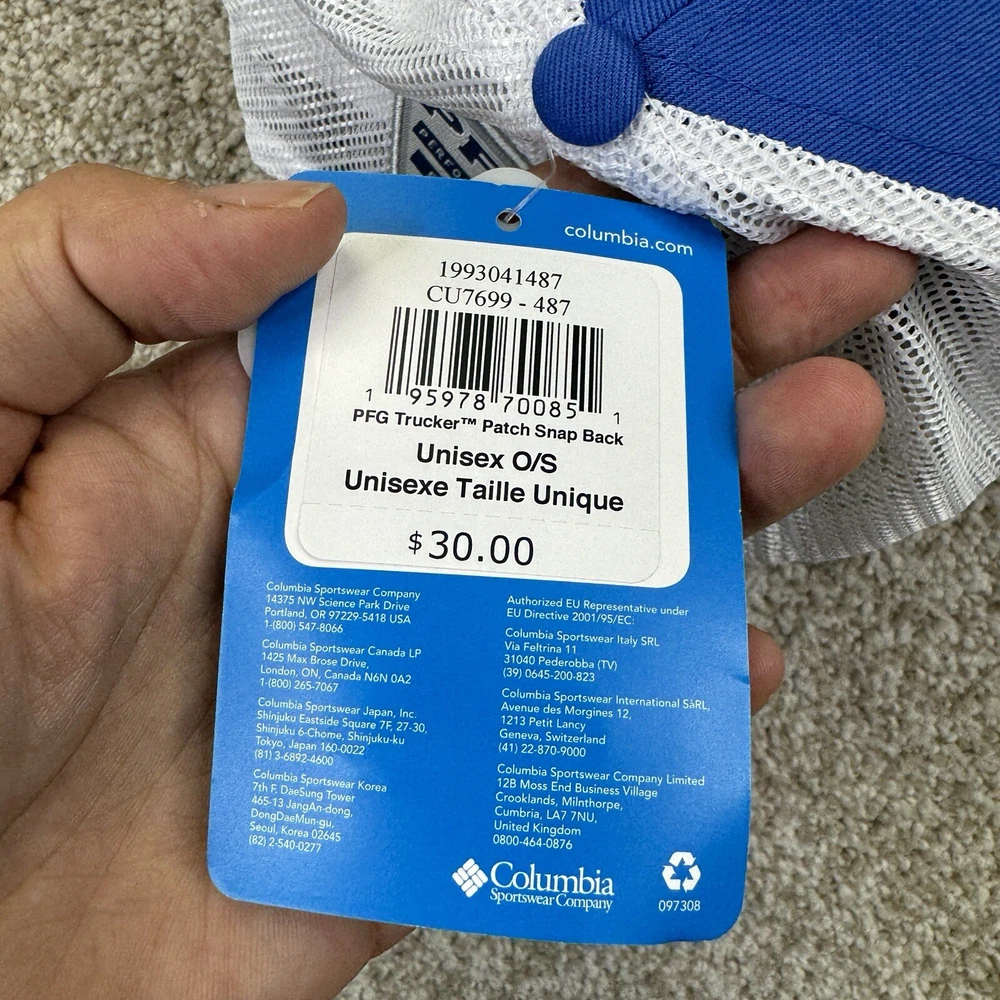 columbia.com
1993041487
CU7699 - 487
1 95978 70085 1
PFG Trucker™ Patch Snap Back
Unisex O/S
Unisexe Taille Unique
$30.00
Columbia Sportswear Company
14375 NW Science Park Drive
Portland, OR 97229-5418 USA
1-(800) 547-8066
Columbia Sportswear Canada LP
1425 Max Brose Drive,
London, ON, Canada N6N 0A2
1-(800) 265-7067
Columbia Sportswear Japan, Inc.
Shinjuku Eastside Square 7F, 27-30,
Shinjuku 6-Chome, Shinjuku-ku
Tokyo, Japan 160-0022
(81) 3-6892-4600
Columbia Sportswear Korea
7th F. DaeSung Tower
465-13 JangAn-dong,
DongDaeMun-gu,
Seoul, Korea 02645
(82) 2-540-0277
Authorized EU Representative under
EU Directive 2001/95/EC:
Columbia Sportswear Italy SRL
Via Feltrina 11
31040 Pederobba (TV)
(39) 0645-200-823
Columbia Sportswear International SàRL,
Avenue des Morgines 12,
1213 Petit Lancy
Geneva, Switzerland
(41) 22-870-9000
Columbia Sportswear Company Limited
12B Moss End Business Village
Crooklands, Milnthorpe,
Cumbria, LA7 7NU,
United Kingdom
0800-464-0876
Columbia
Sportswear Company
097308